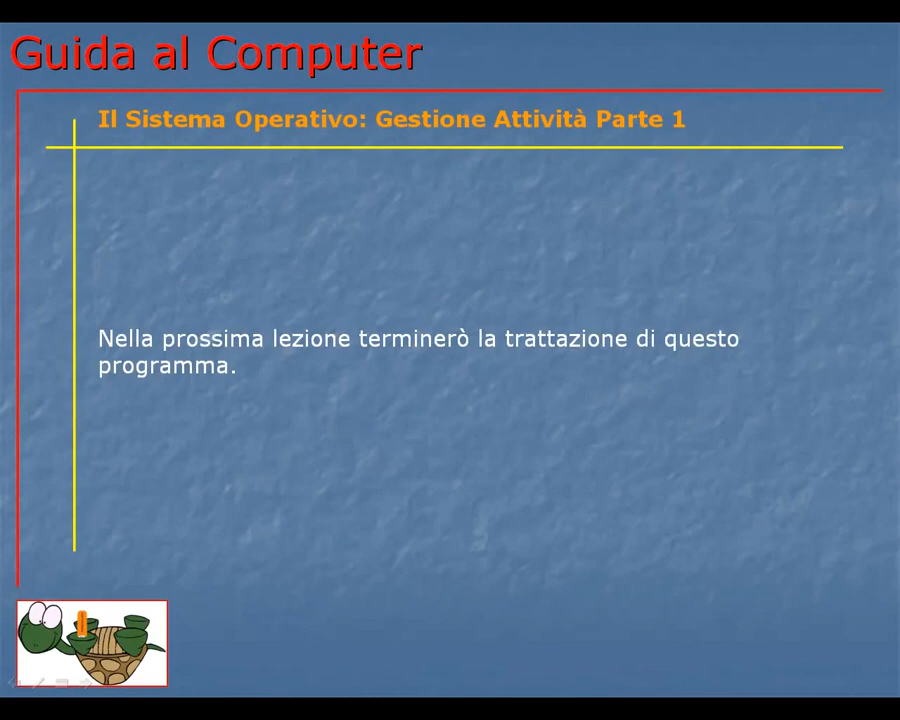 Guida al Computer
Il Sistema Operativo: Gestione Attività Parte 1
Nella prossima lezione terminerò la trattazione di questo
programma.